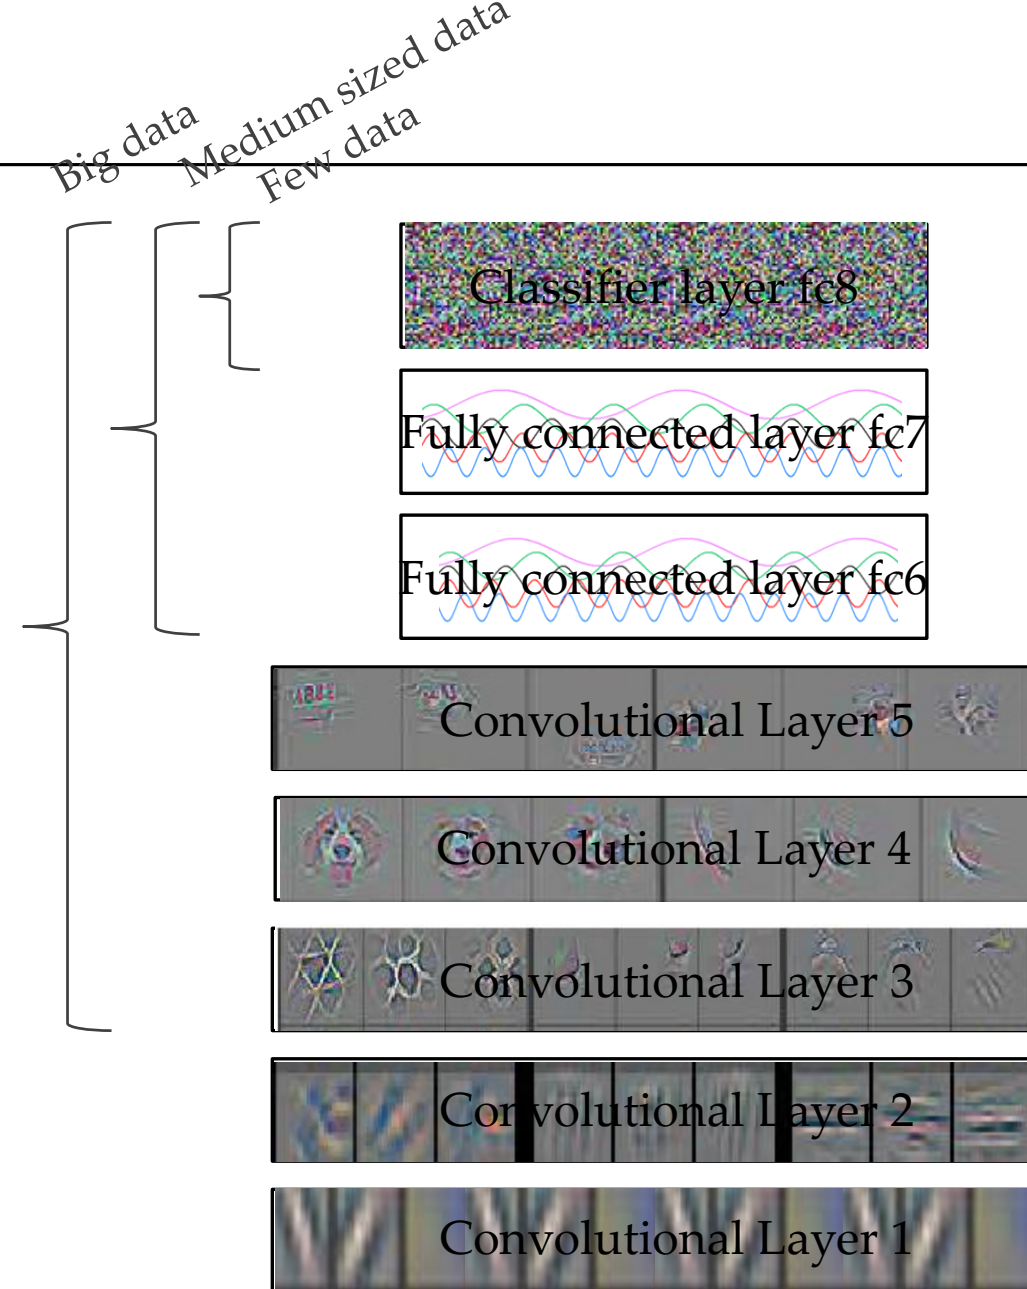 Big data
Medium sized data
Few data
Classifier layer fc8
Fully connected layer fc7
Fully connected layer fc6
Convolutional Layer 5
Convolutional Layer 4
Convolutional Layer 3
Convolutional Layer 2
Convolutional Layer 1